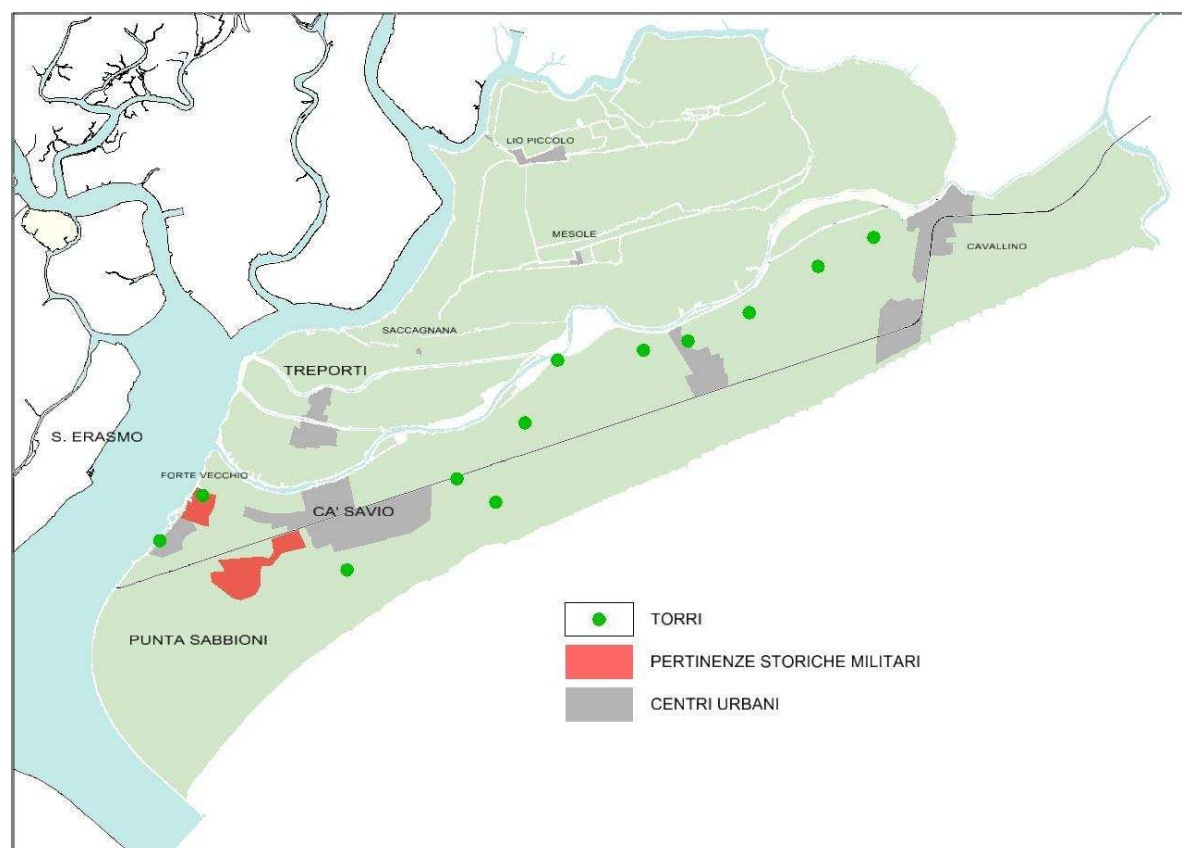 LIO PICCOLO
MESOLE
CAVALLINO
SACCAGNANA
TREPORTI
S. ERASMO
FORTE VECCHIO
CA' SAVIO
PUNTA SABBIONI
TORRI
PERTINENZE STORICHE MILITARI
CENTRI URBANI